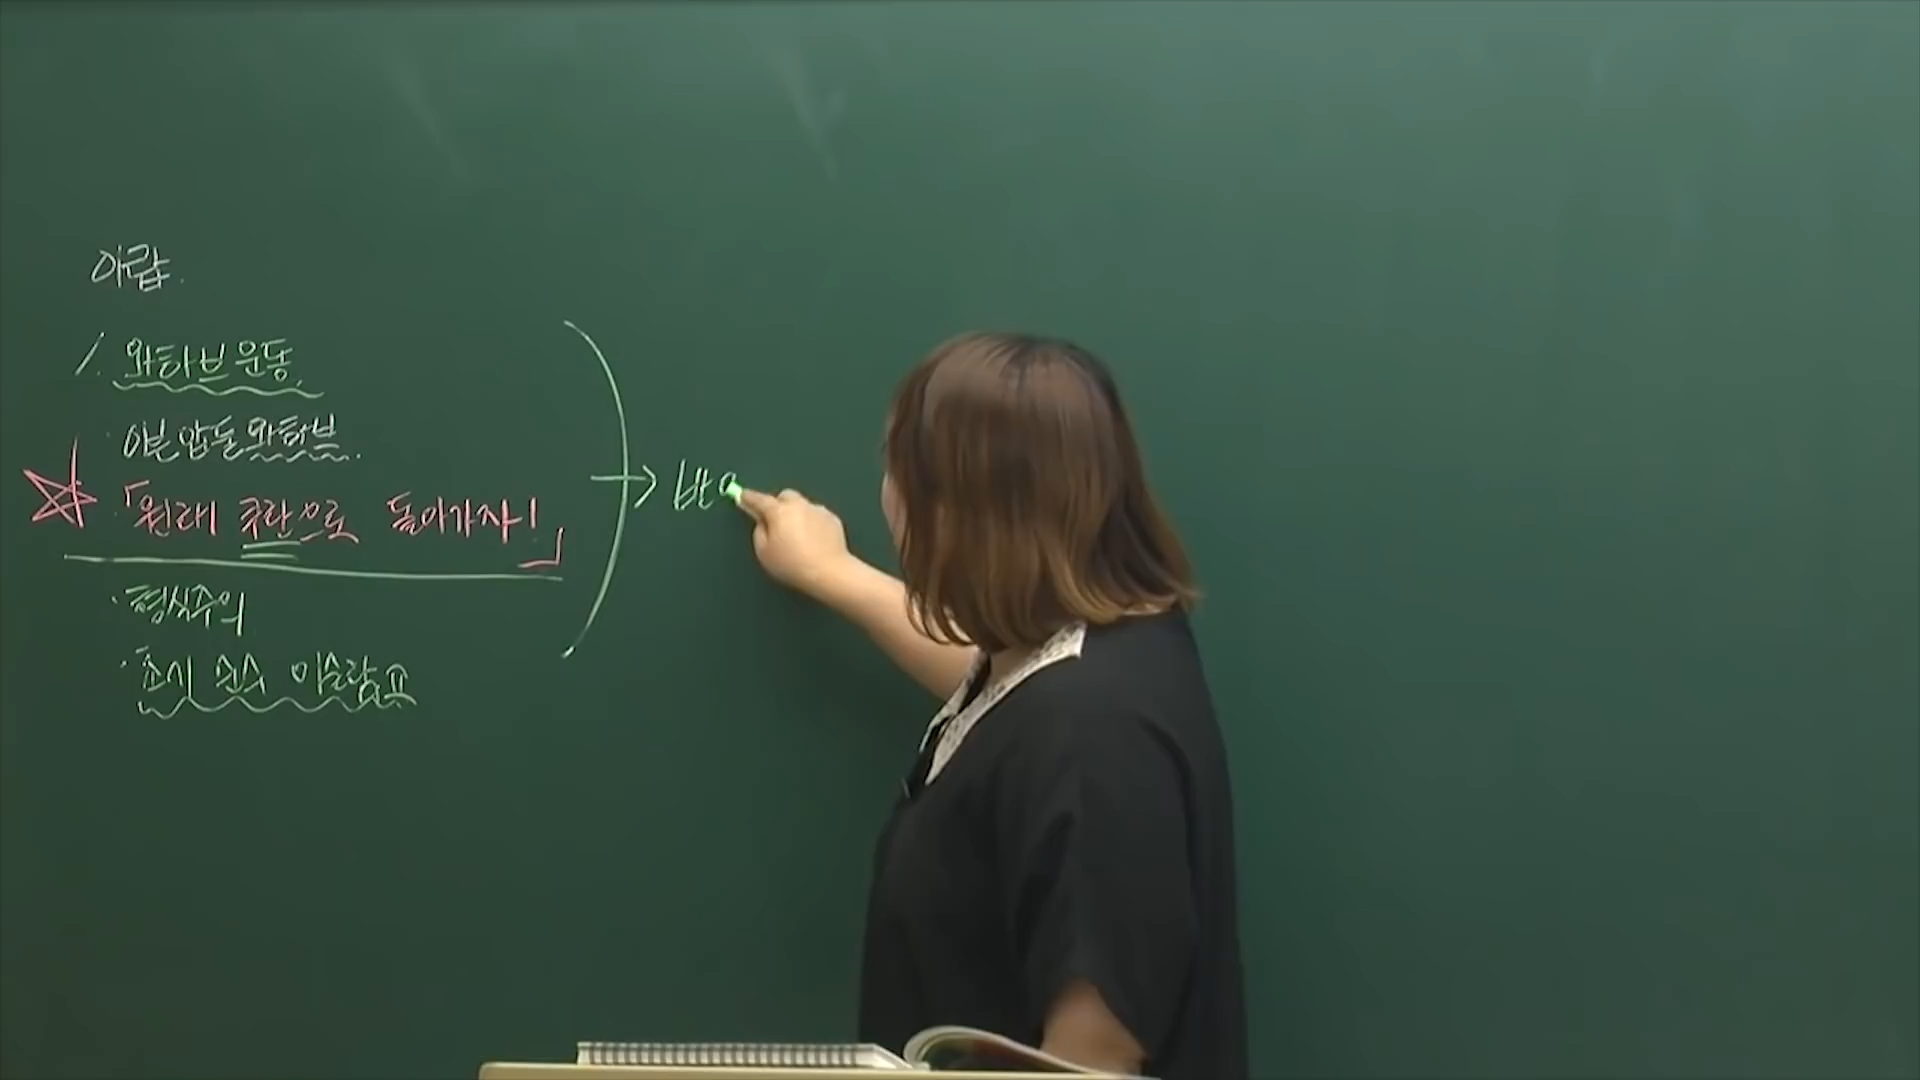 아랍.
1. 와하브 운동.
· 이븐 압둘 와하브.
· 「원래 쿠란으로 돌아가자!」
· 형식주의
· 초기 순수 이슬람교
→ 반